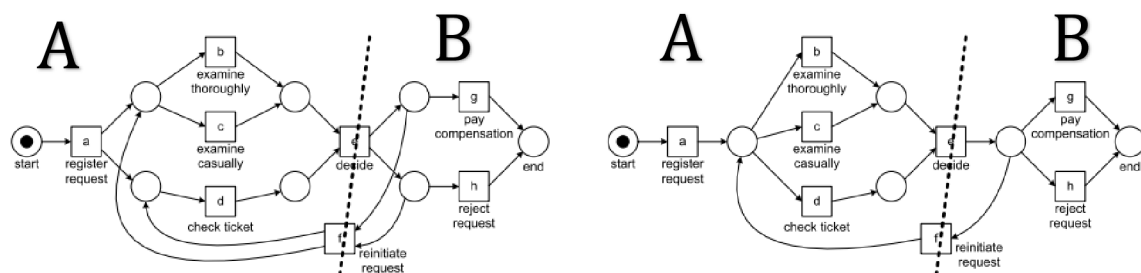 A
B
b
examine
thoroughly
g
pay
compensation
start
a
register
request
c
examine
casually
e
decide
end
d
check ticket
h
reject
request
f
reinitiate
request
A
B
b
examine
thoroughly
g
pay
compensation
start
a
register
request
c
examine
casually
e
decide
end
d
check ticket
h
reject
request
f
reinitiate
request